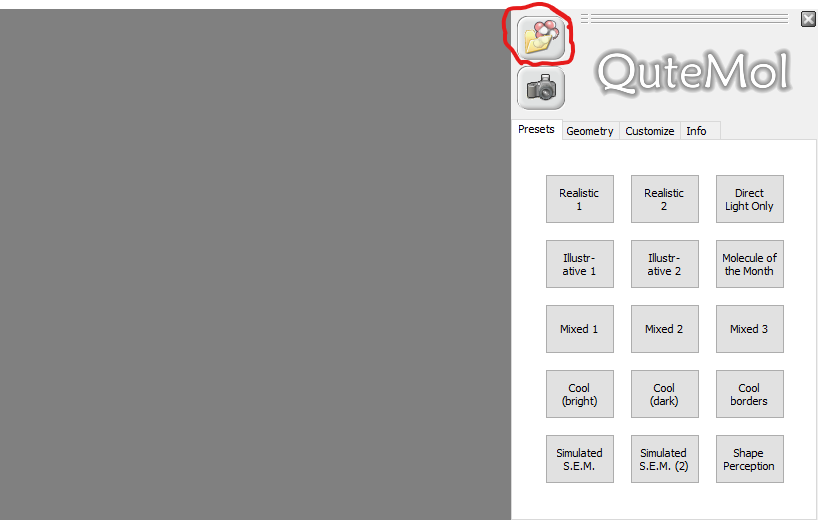 QuteMol
Presets Geometry Customize Info
Realistic
1
Realistic
2
Direct
Light Only
Illustr-
ative 1
Illustr-
ative 2
Molecule of
the Month
Mixed 1
Mixed 2
Mixed 3
Cool
(bright)
Cool
(dark)
Cool
borders
Simulated
S.E.M.
Simulated
S.E.M. (2)
Shape
Perception